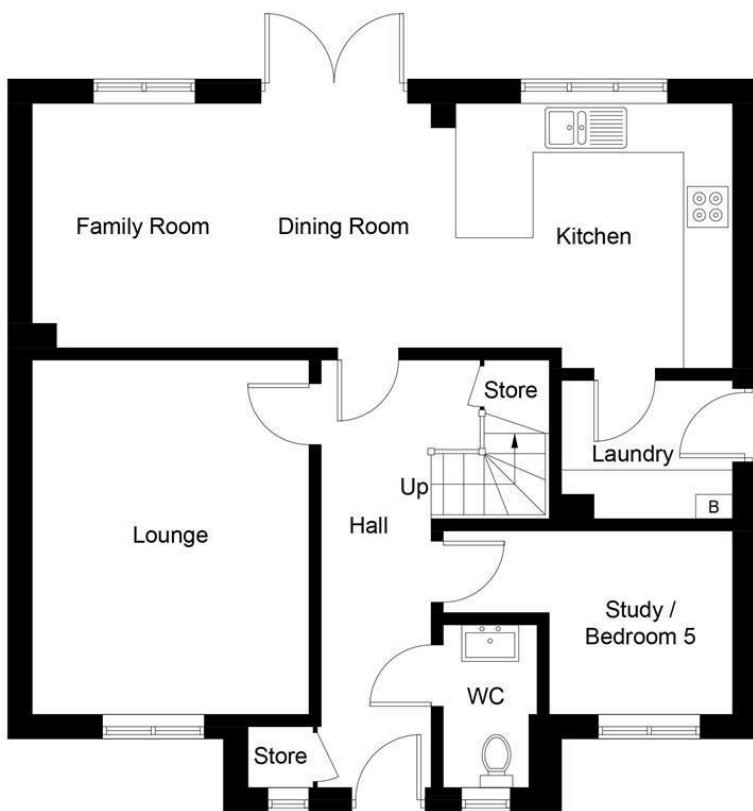 Family Room
Dining Room
Kitchen
Store
Laundry
Up
B
Hall
Lounge
Study /
Bedroom 5
WC
Store